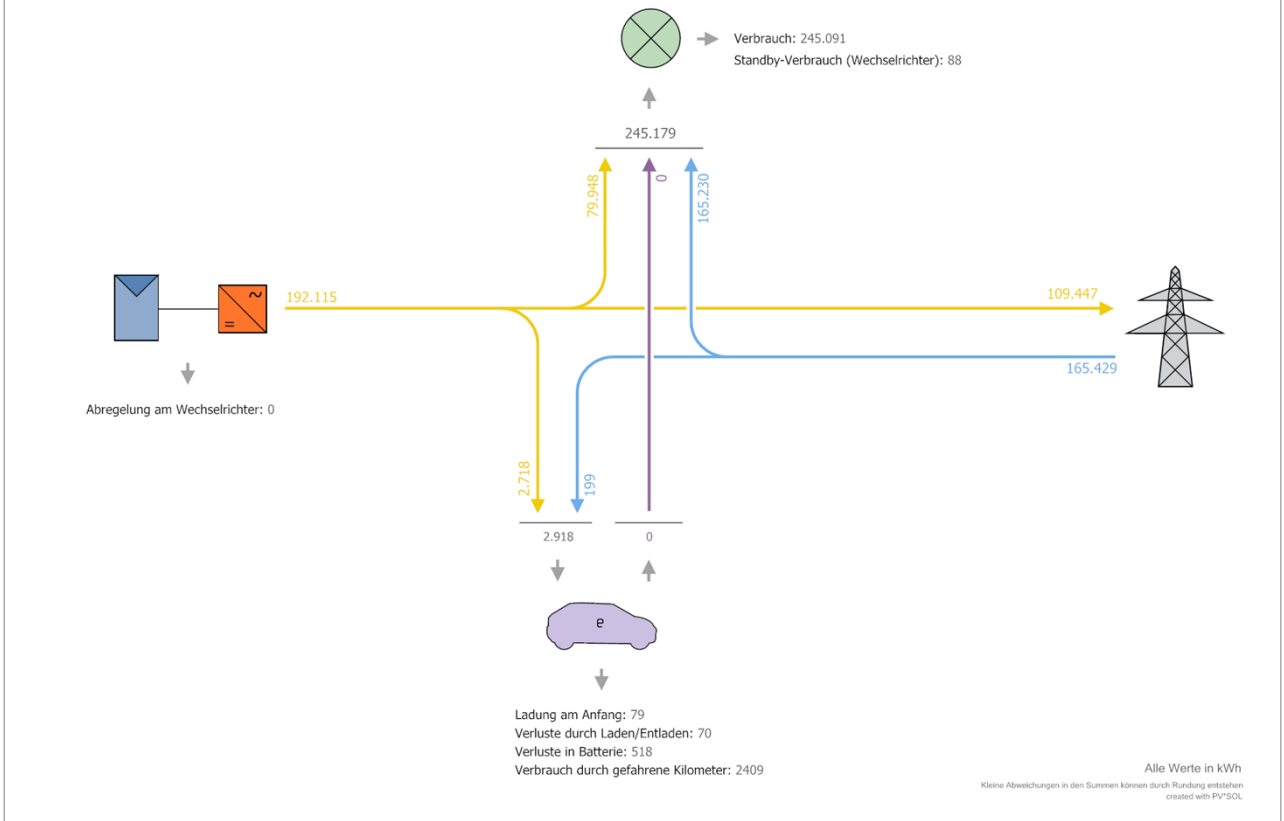 Verbrauch: 245.091
Standby-Verbrauch (Wechselrichter): 88
245.179
79.948
0
165.230
192.115
109.447
165.429
Abregelung am Wechselrichter: 0
2.718
199
2.918
0
e
Ladung am Anfang: 79
Verluste durch Laden/Entladen: 70
Verluste in Batterie: 518
Verbrauch durch gefahrene Kilometer: 2409
Alle Werte in kWh
Kleine Abweichungen in den Summen können durch Rundung entstehen
created with PV*SOL